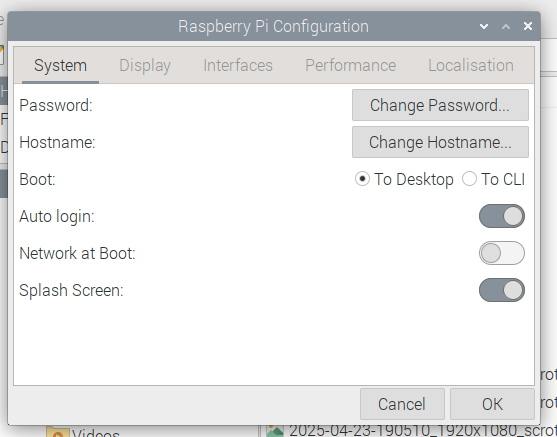 Raspberry Pi Configuration
System Display Interfaces Performance Localisation
Password: Change Password...
Hostname: Change Hostname...
Boot: To Desktop To CLI
Auto login:
Network at Boot:
Splash Screen:
Cancel OK
Videos
2025-04-23-190510_1920x1080_scrot